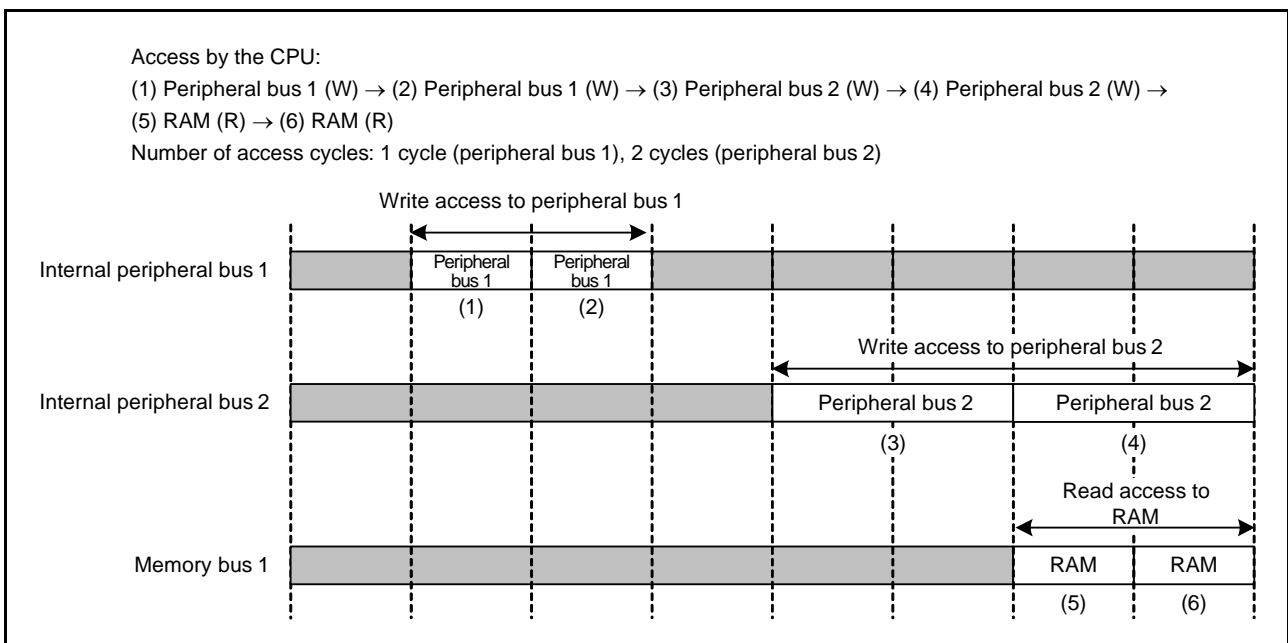 Access by the CPU:
(1) Peripheral bus 1 (W) → (2) Peripheral bus 1 (W) → (3) Peripheral bus 2 (W) → (4) Peripheral bus 2 (W) →
(5) RAM (R) → (6) RAM (R)
Number of access cycles: 1 cycle (peripheral bus 1), 2 cycles (peripheral bus 2)
Write access to peripheral bus 1
Internal peripheral bus 1
Peripheral
bus 1
Peripheral
bus 1
(1)
(2)
Write access to peripheral bus 2
Internal peripheral bus 2
Peripheral bus 2
Peripheral bus 2
(3)
(4)
Read access to
RAM
Memory bus 1
RAM
RAM
(5)
(6)